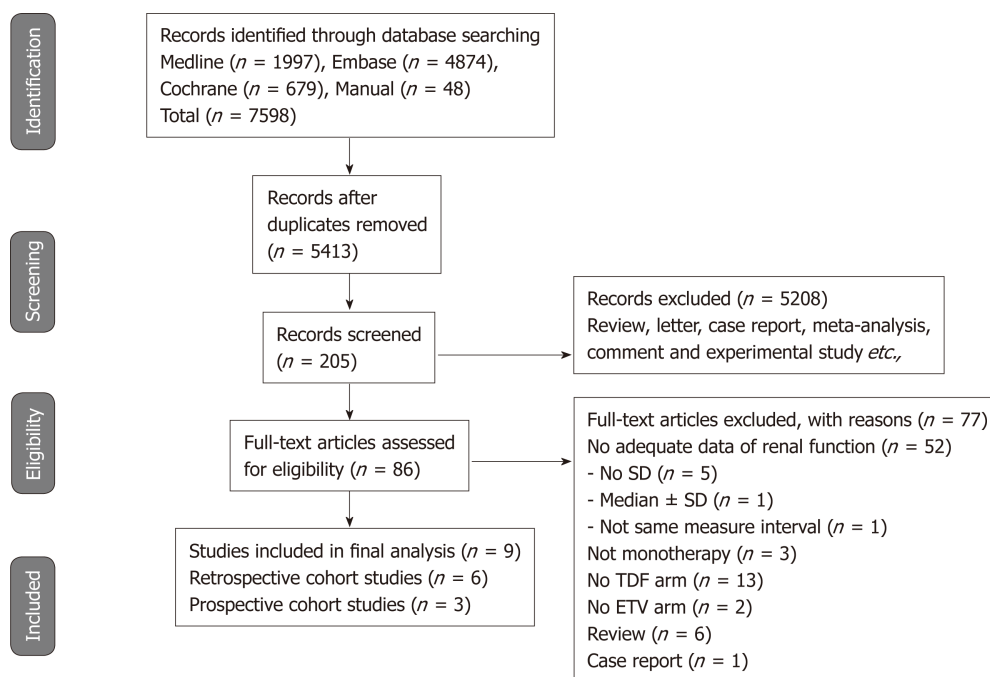 Identification
Records identified through database searching
Medline (n = 1997), Embase (n = 4874),
Cochrane (n = 679), Manual (n = 48)
Total (n = 7598)
Records after
duplicates removed
(n = 5413)
Screening
Records screened
(n = 205)
Records excluded (n = 5208)
Review, letter, case report, meta-analysis,
comment and experimental study etc.,
Eligibility
Full-text articles assessed
for eligibility (n = 86)
Full-text articles excluded, with reasons (n = 77)
No adequate data of renal function (n = 52)
- No SD (n = 5)
- Median ± SD (n = 1)
- Not same measure interval (n = 1)
Not monotherapy (n = 3)
No TDF arm (n = 13)
No ETV arm (n = 2)
Review (n = 6)
Case report (n = 1)
Included
Studies included in final analysis (n = 9)
Retrospective cohort studies (n = 6)
Prospective cohort studies (n = 3)